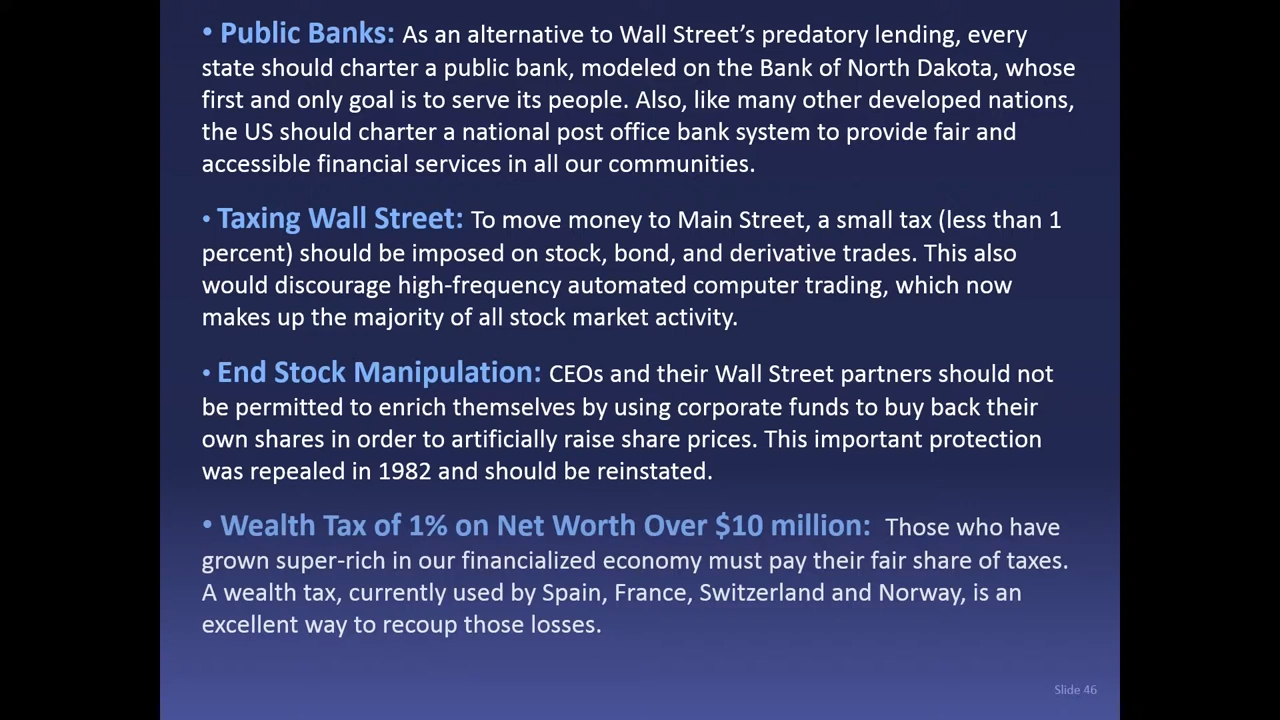 • Public Banks: As an alternative to Wall Street’s predatory lending, every
state should charter a public bank, modeled on the Bank of North Dakota, whose
first and only goal is to serve its people. Also, like many other developed nations,
the US should charter a national post office bank system to provide fair and
accessible financial services in all our communities.
• Taxing Wall Street: To move money to Main Street, a small tax (less than 1
percent) should be imposed on stock, bond, and derivative trades. This also
would discourage high-frequency automated computer trading, which now
makes up the majority of all stock market activity.
• End Stock Manipulation: CEOs and their Wall Street partners should not
be permitted to enrich themselves by using corporate funds to buy back their
own shares in order to artificially raise share prices. This important protection
was repealed in 1982 and should be reinstated.
• Wealth Tax of 1% on Net Worth Over $10 million: Those who have
grown super-rich in our financialized economy must pay their fair share of taxes.
A wealth tax, currently used by Spain, France, Switzerland and Norway, is an
excellent way to recoup those losses.
Slide 46